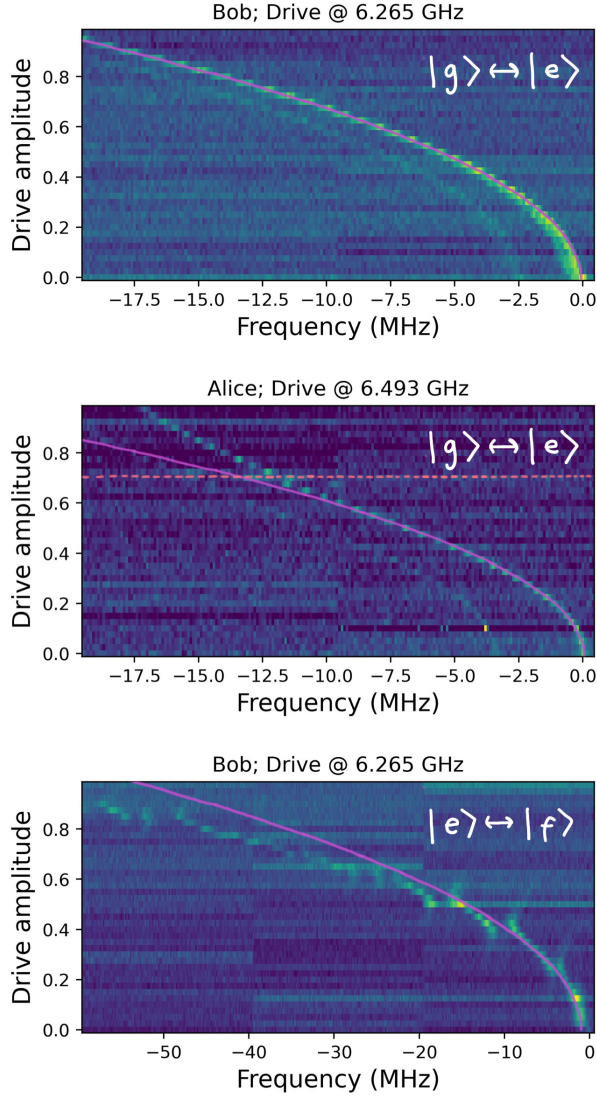 Bob; Drive @ 6.265 GHz
|g⟩ ↔ |e⟩
Drive amplitude
0.8
0.6
0.4
0.2
0.0
−17.5 −15.0 −12.5 −10.0 −7.5 −5.0 −2.5 0.0
Frequency (MHz)
Alice; Drive @ 6.493 GHz
|g⟩ ↔ |e⟩
Drive amplitude
0.8
0.6
0.4
0.2
0.0
−17.5 −15.0 −12.5 −10.0 −7.5 −5.0 −2.5 0.0
Frequency (MHz)
Bob; Drive @ 6.265 GHz
|e⟩ ↔ |f⟩
Drive amplitude
0.8
0.6
0.4
0.2
0.0
−50 −40 −30 −20 −10 0
Frequency (MHz)